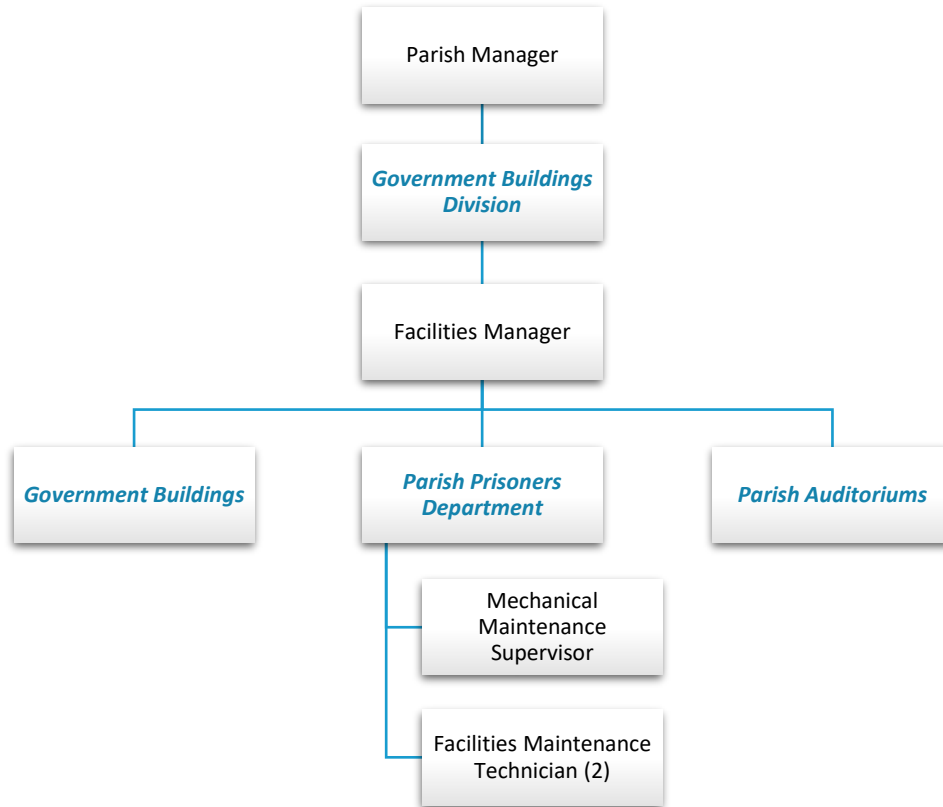 Parish Manager
Government Buildings
Division
Facilities Manager
Government Buildings
Parish Prisoners
Department
Parish Auditoriums
Mechanical
Maintenance
Supervisor
Facilities Maintenance
Technician (2)